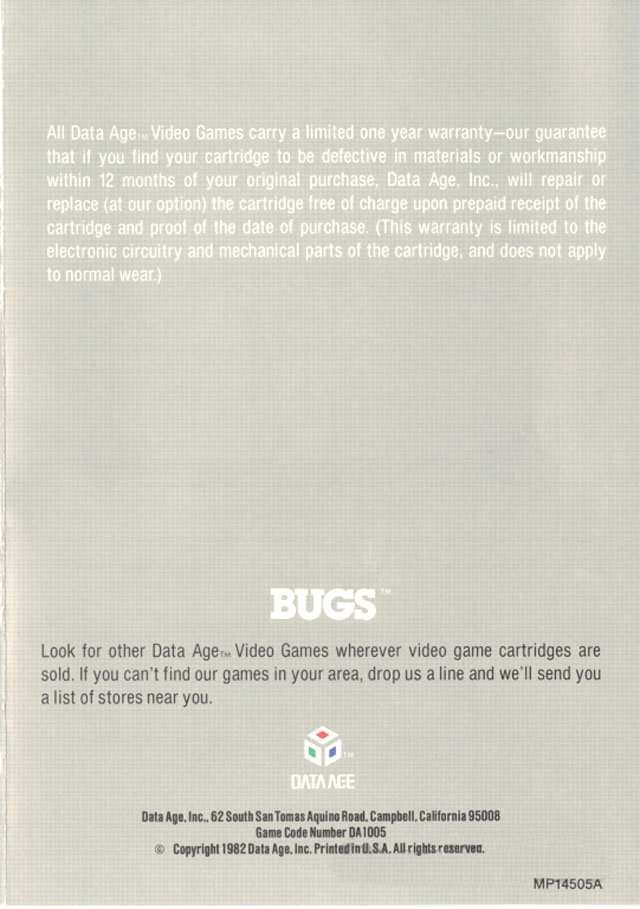 All Data Age™ Video Games carry a limited one year warranty—our guarantee
that if you find your cartridge to be defective in materials or workmanship
within 12 months of your original purchase, Data Age, Inc., will repair or
replace (at our option) the cartridge free of charge upon prepaid receipt of the
cartridge and proof of the date of purchase. (This warranty is limited to the
electronic circuitry and mechanical parts of the cartridge, and does not apply
to normal wear.)
BUGS™
Look for other Data Age™ Video Games wherever video game cartridges are
sold. If you can't find our games in your area, drop us a line and we'll send you
a list of stores near you.
™
DATA AGE
Data Age, Inc., 62 South San Tomas Aquino Road, Campbell, California 95008
Game Code Number DA1005
© Copyright 1982 Data Age, Inc. Printed in U.S.A. All rights reserved.
MP14505A